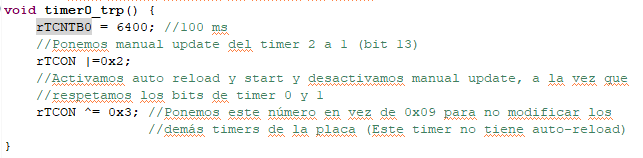 void timer0_trp() {
rTCNTB0 = 6400; //100 ms
//Ponemos manual update del timer 2 a 1 (bit 13)
rTCON |=0x2;
//Activamos auto reload y start y desactivamos manual update, a la vez que
//respetamos los bits de timer 0 y 1
rTCON ^= 0x3; //Ponemos este número en vez de 0x09 para no modificar los
//demás timers de la placa (Este timer no tiene auto-reload)
}